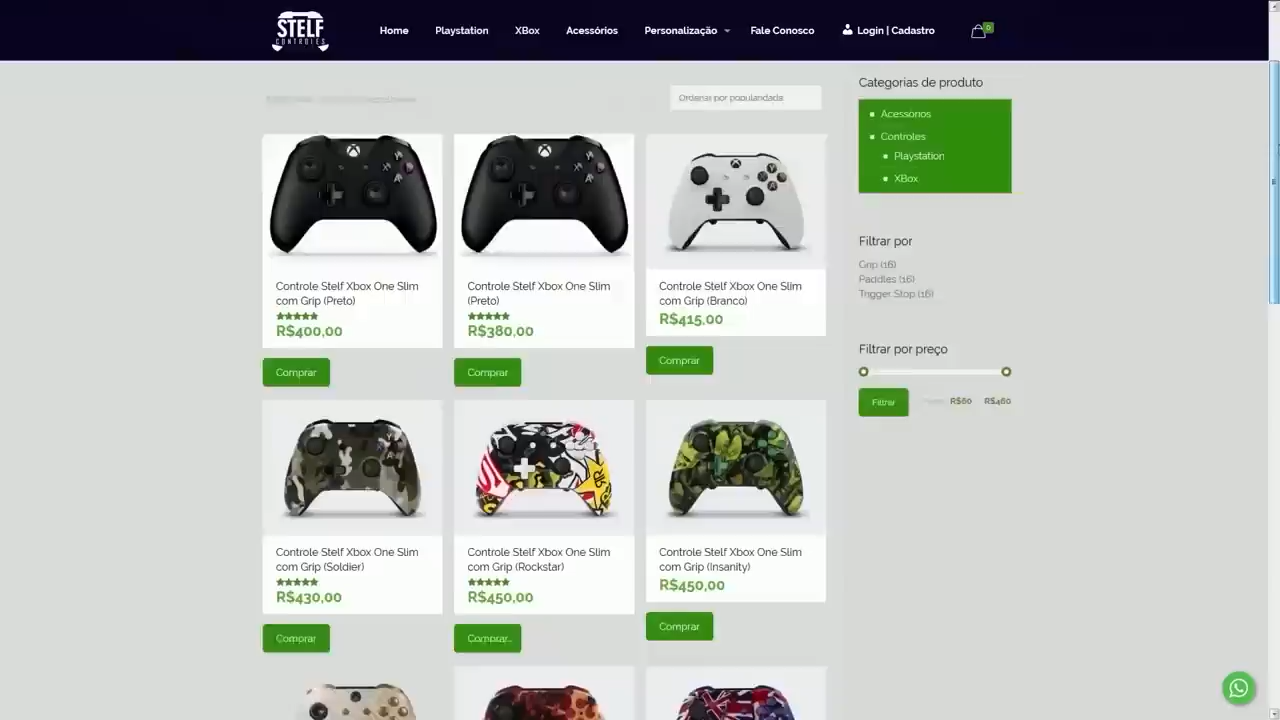 STELF
CONTROLES
Home
Playstation
XBox
Acessórios
Personalização
Fale Conosco
Login | Cadastro
0
Ordenar por popularidade
Categorias de produto
Acessórios
Controles
Playstation
XBox
Filtrar por
Grip (16)
Paddles (16)
Trigger Stop (16)
Filtrar por preço
Filtrar
R$60
R$460
Controle Stelf Xbox One Slim
com Grip (Preto)
R$400,00
Comprar
Controle Stelf Xbox One Slim
(Preto)
R$380,00
Comprar
Controle Stelf Xbox One Slim
com Grip (Branco)
R$415,00
Comprar
Controle Stelf Xbox One Slim
com Grip (Soldier)
R$430,00
Comprar
Controle Stelf Xbox One Slim
com Grip (Rockstar)
R$450,00
Comprar...
Controle Stelf Xbox One Slim
com Grip (Insanity)
R$450,00
Comprar